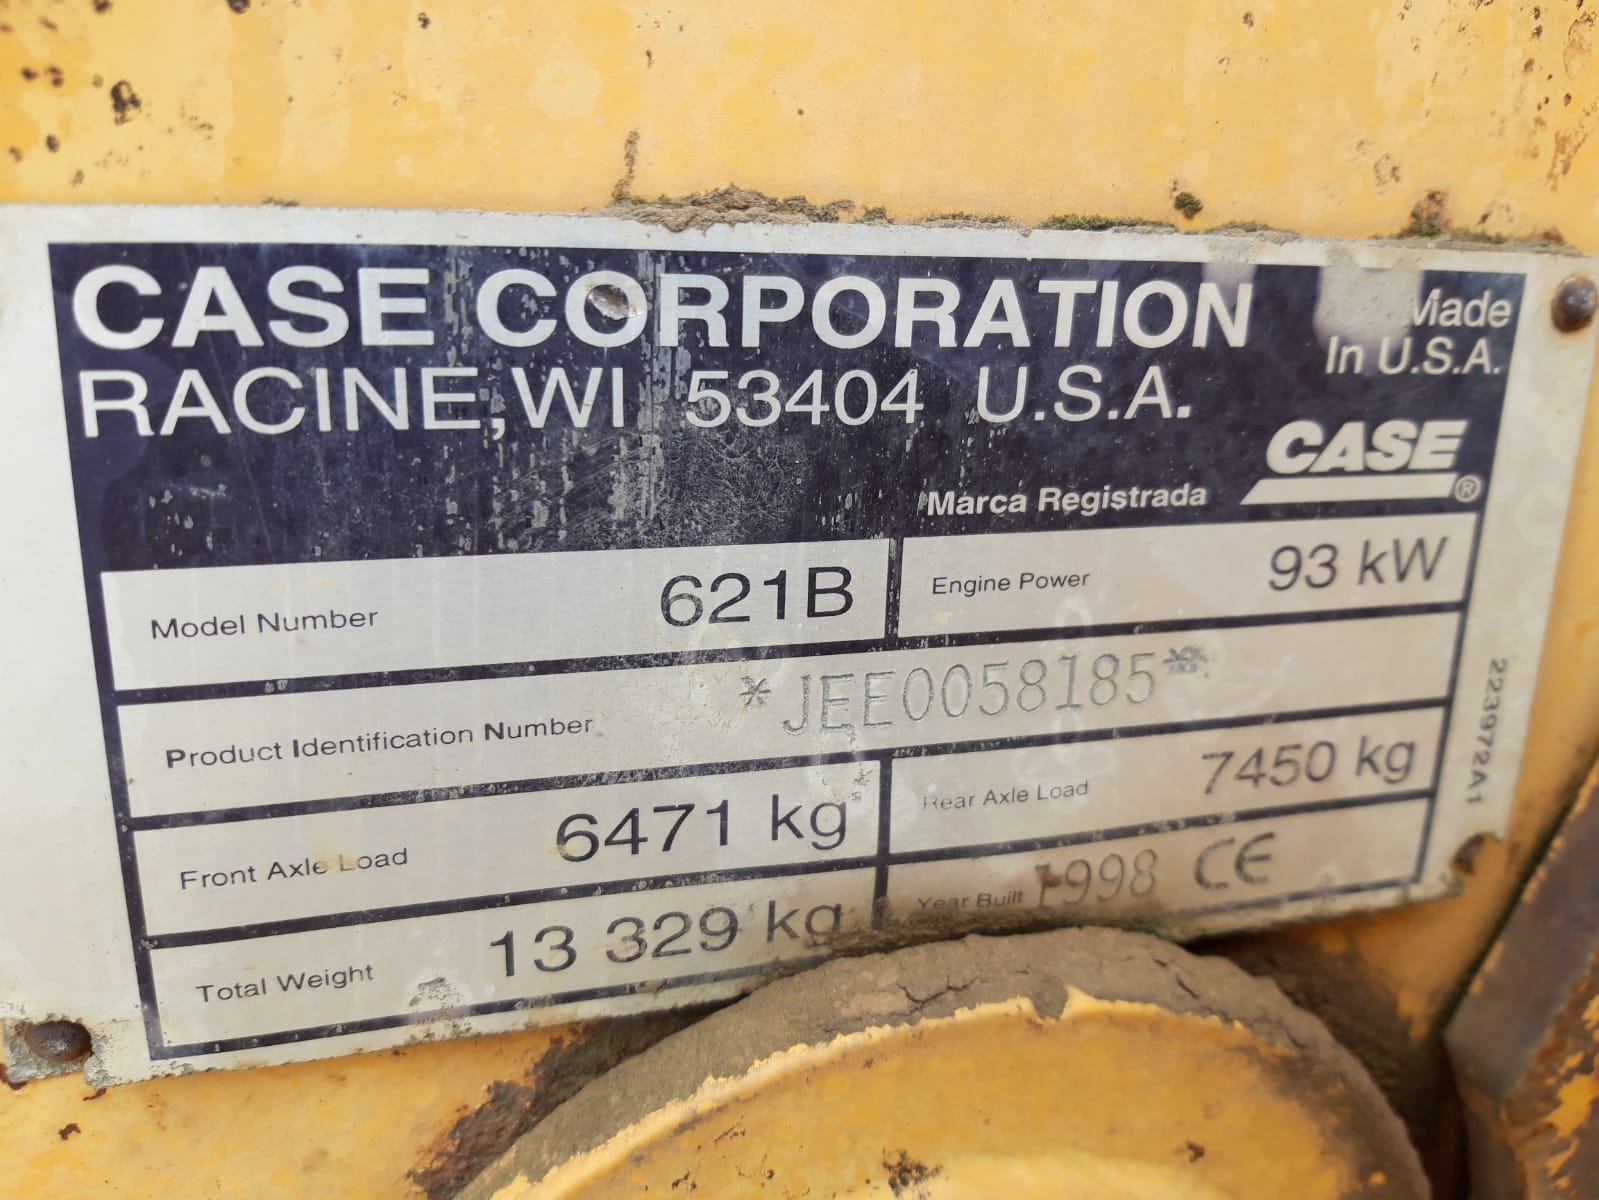 CASE CORPORATION
RACINE, WI 53404 U.S.A.
Made
In U.S.A.
CASE®
Marca Registrada
Model Number 621B
Engine Power 93 kW
Product Identification Number *JEE0058185*
Front Axle Load 6471 kg
Rear Axle Load 7450 kg
Total Weight 13 329 kg
Year Built 1998 CE
223972A1